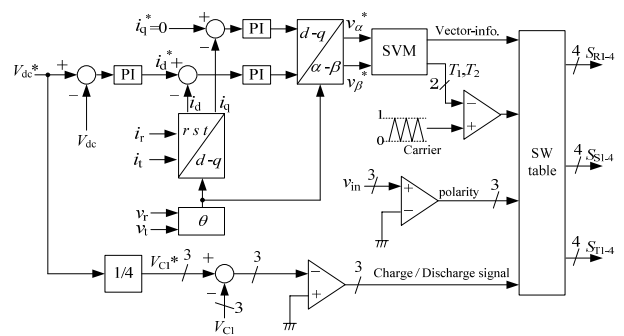 i_q^*=0
+
−
PI
d-q
α-β
v_α^*
v_β^*
SVM
Vector-info.
4
S_R1-4
V_dc*
+
−
PI
i_d^*
+
−
PI
i_d
i_q
V_dc
2
T_1,T_2
−
+
1
0
Carrier
i_r
i_t
r s t
d-q
SW
table
4
S_S1-4
v_in
3
+
−
polarity
3
v_r
v_t
θ
4
S_T1-4
1/4
V_C1*
3
+
−
3
3
V_C1
−
+
3
Charge / Discharge signal